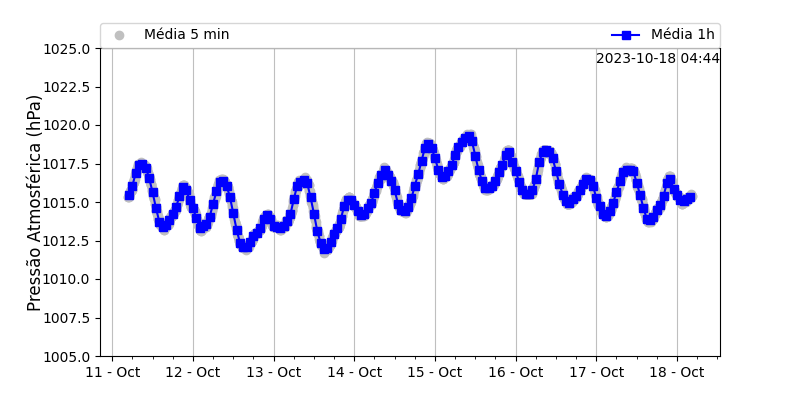 Média 5 min
Média 1h
2023-10-18 04:44
Pressão Atmosférica (hPa)
1025.0
1022.5
1020.0
1017.5
1015.0
1012.5
1010.0
1007.5
1005.0
11 - Oct
12 - Oct
13 - Oct
14 - Oct
15 - Oct
16 - Oct
17 - Oct
18 - Oct